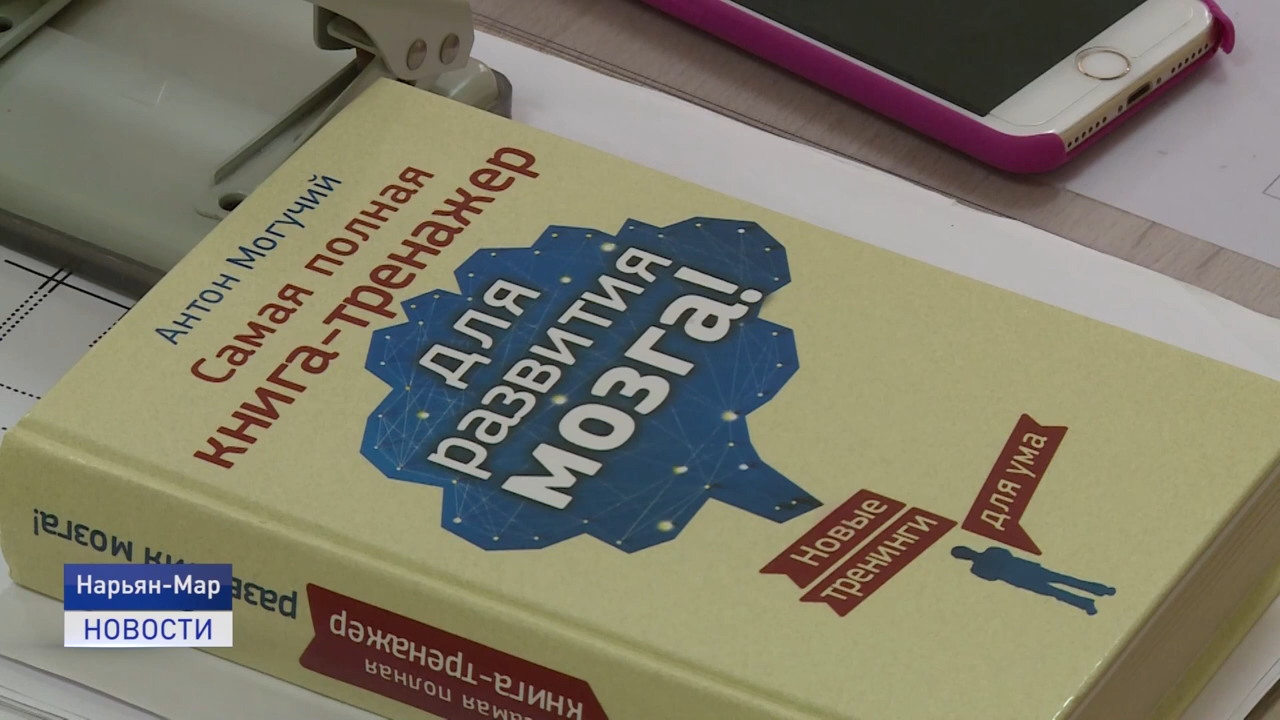 Антон Могучий
Самая полная
книга-тренажер
для
развития
мозга!
Новые
тренинги
для ума
мозга!
самая полная
книга-тренажер
Нарьян-Мар
НОВОСТИ